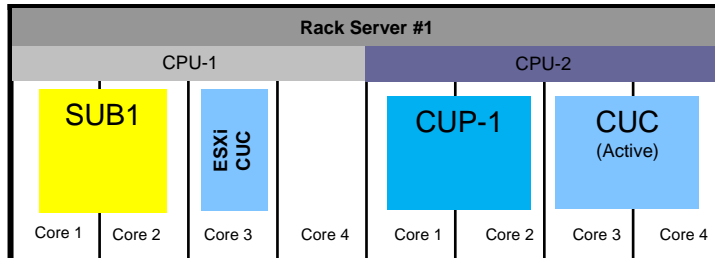 Rack Server #1
CPU-1
CPU-2
SUB1
ESXi
CUC
CUP-1
CUC
(Active)
Core 1
Core 2
Core 3
Core 4
Core 1
Core 2
Core 3
Core 4